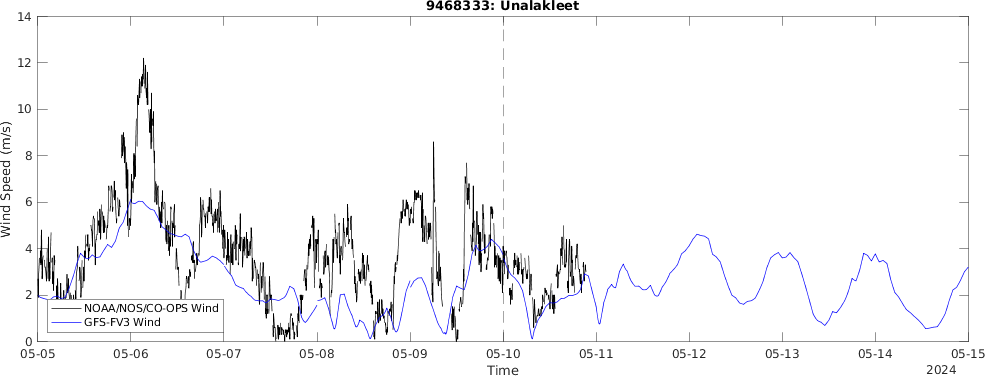 9468333: Unalakleet
14
12
10
8
6
4
2
0
Wind Speed (m/s)
NOAA/NOS/CO-OPS Wind
GFS-FV3 Wind
05-05 05-06 05-07 05-08 05-09 05-10 05-11 05-12 05-13 05-14 05-15
Time
2024